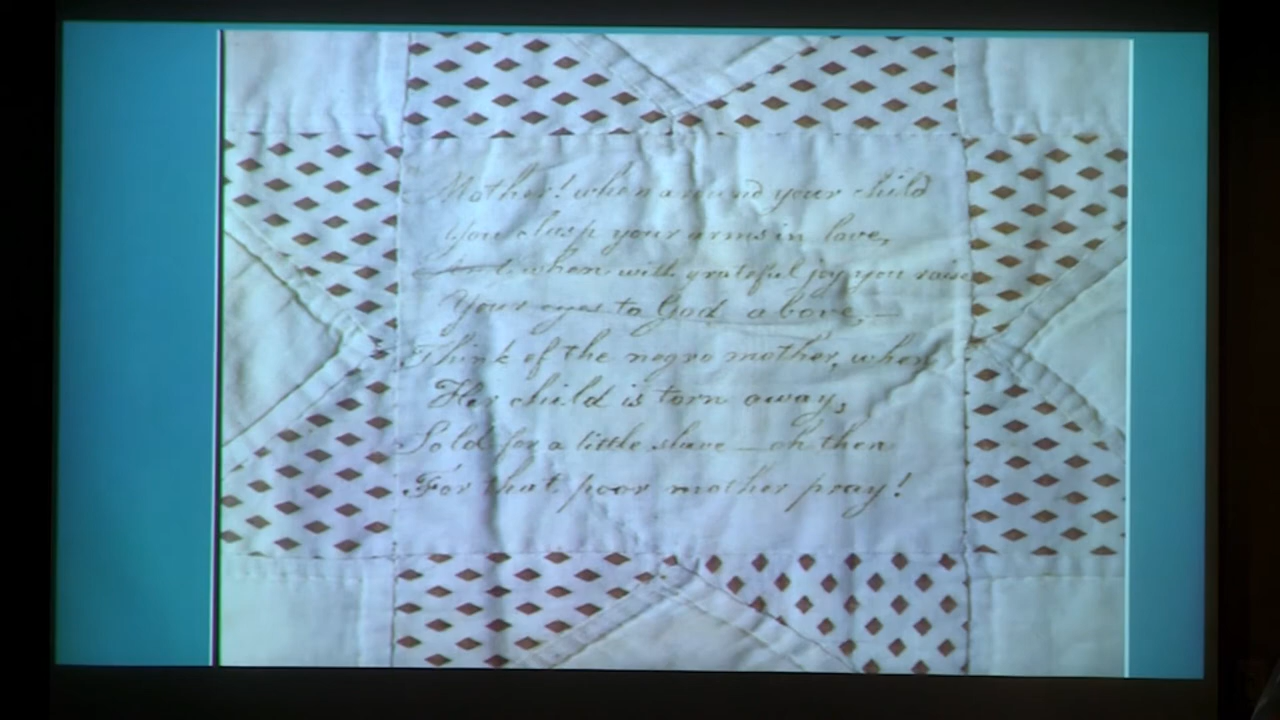 Mother! when around your child
You clasp your arms in love,
And when with grateful joy you raise
Your eyes to God above,—
Think of the negro mother, when
Her child is torn away,
Sold for a little slave — oh then
For that poor mother pray!